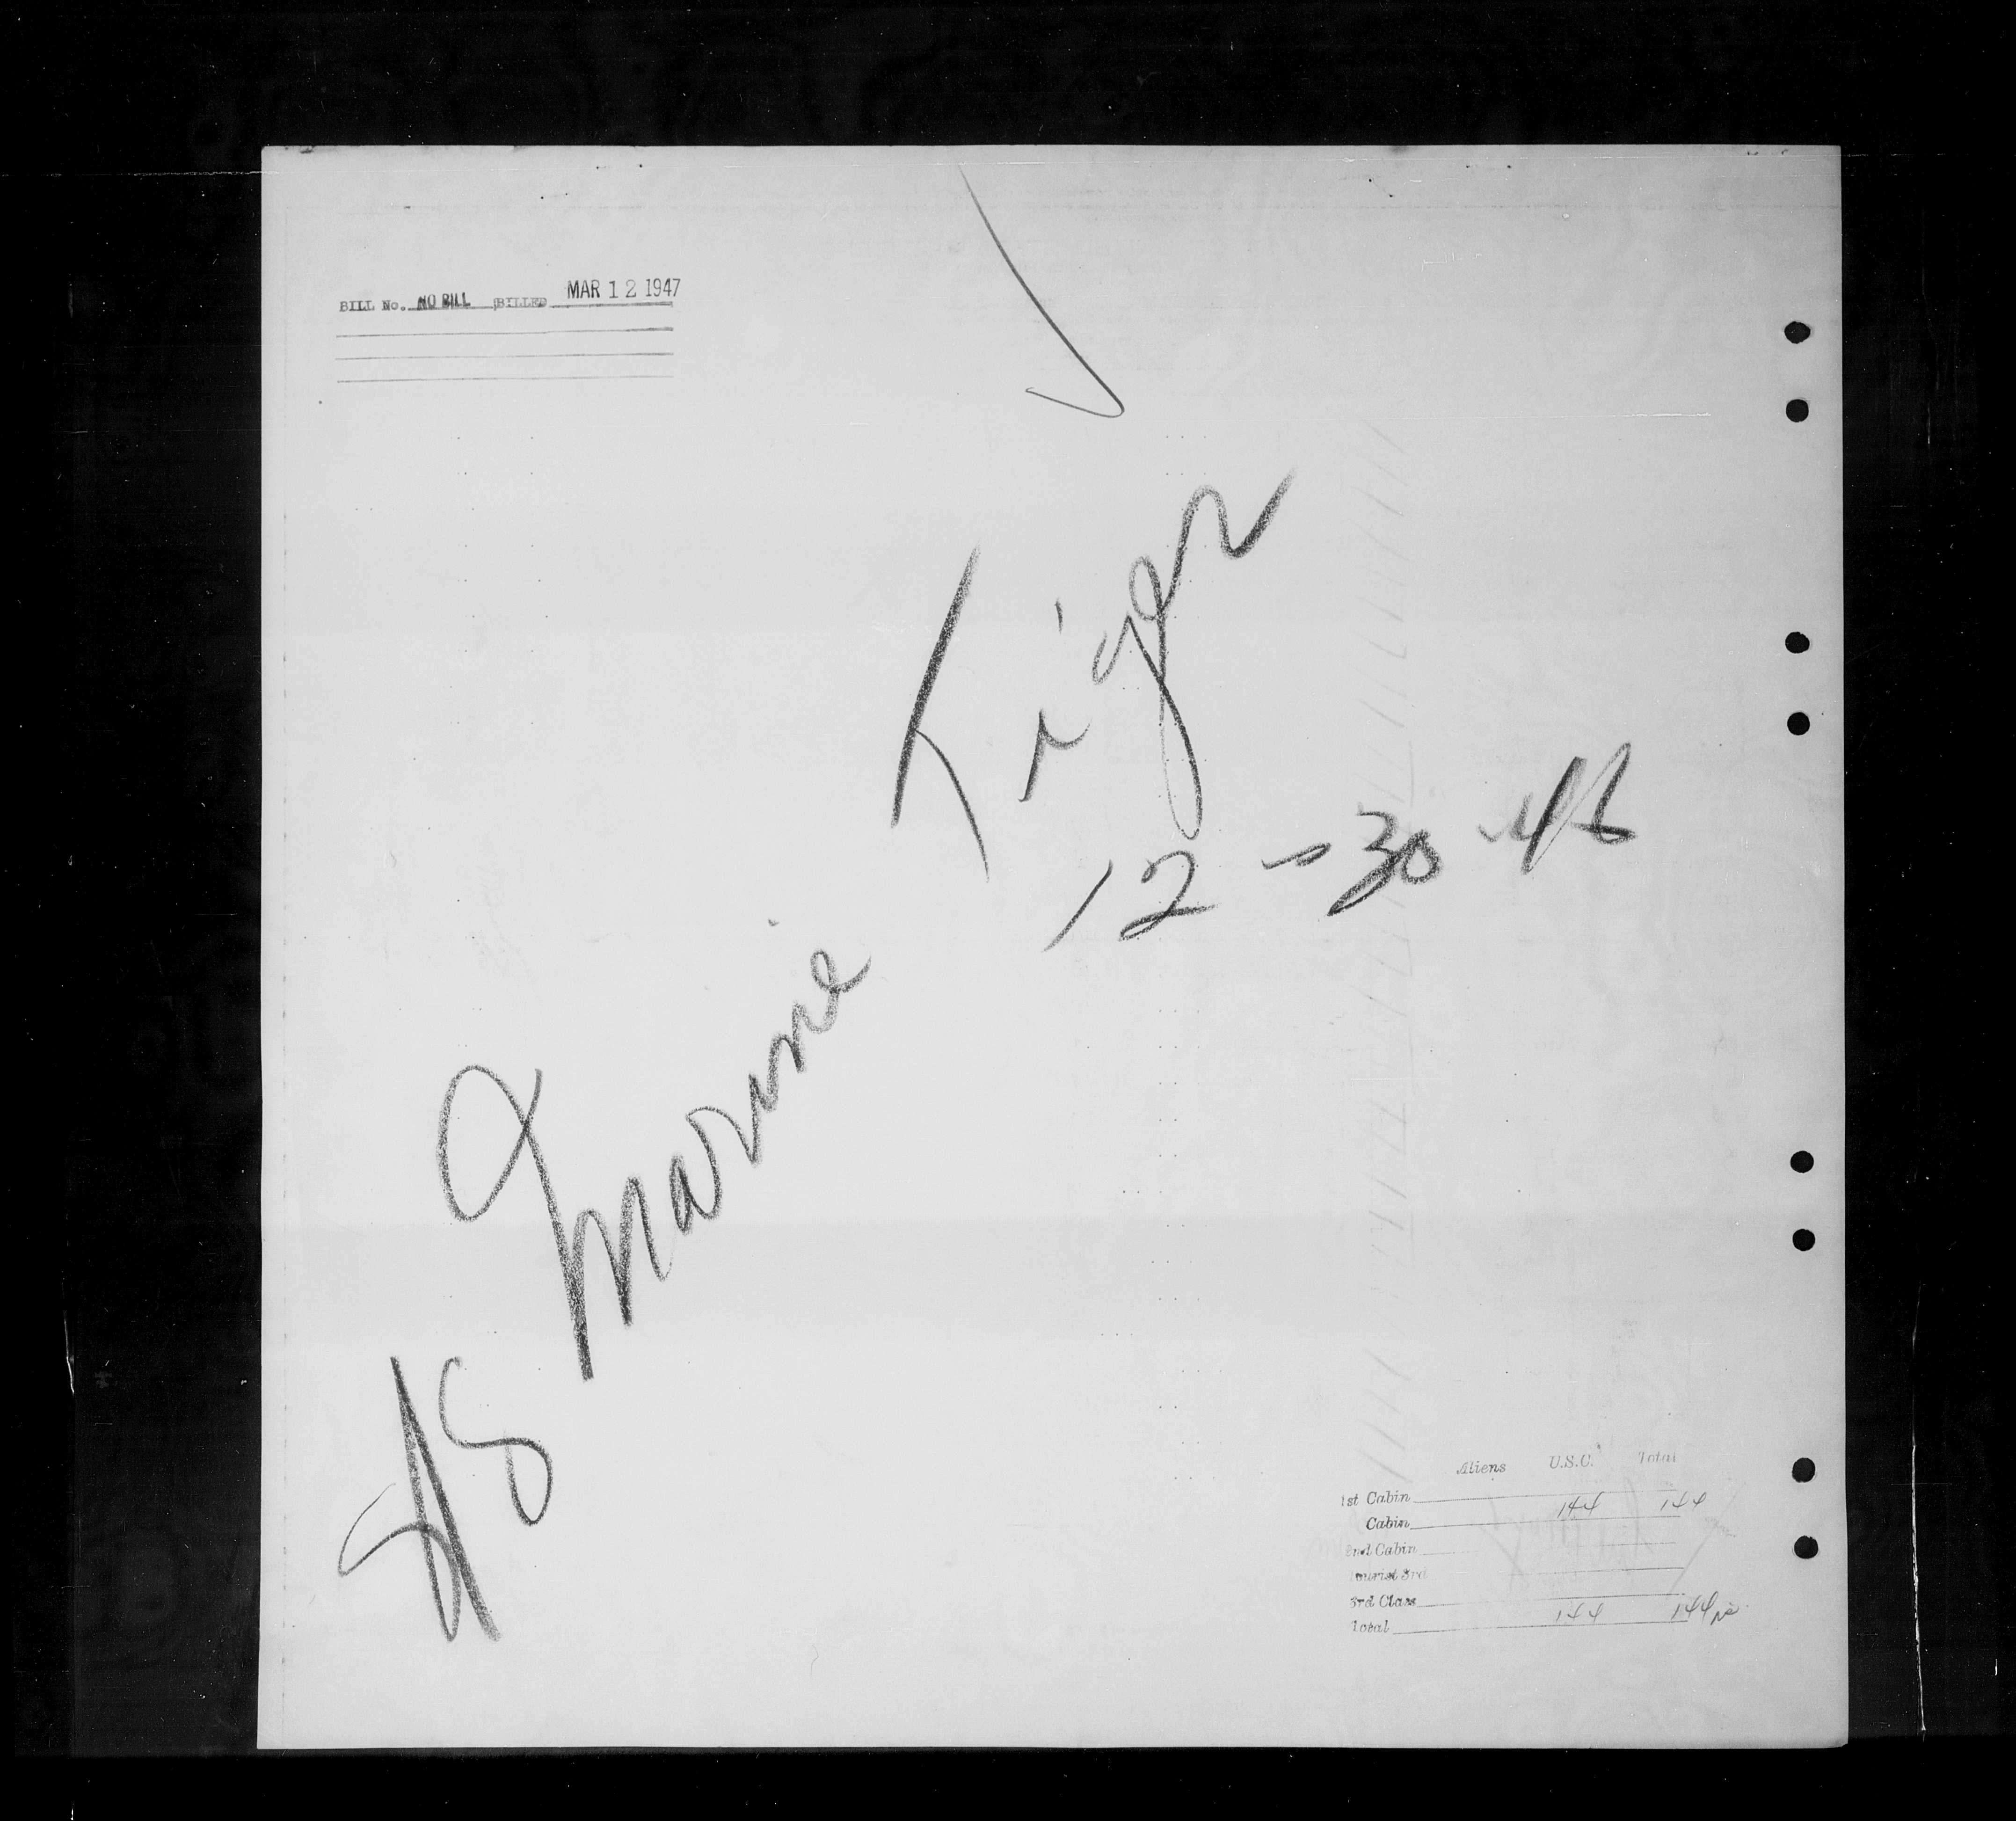 BILL No. NO BILL BILLED MAR 12 1947
SS Marine Tiger
12-30-46
Aliens U.S.C. Total
1st Cabin 144 144
Cabin
2nd Cabin
Tourist 3rd
3rd Class
Total 144 144